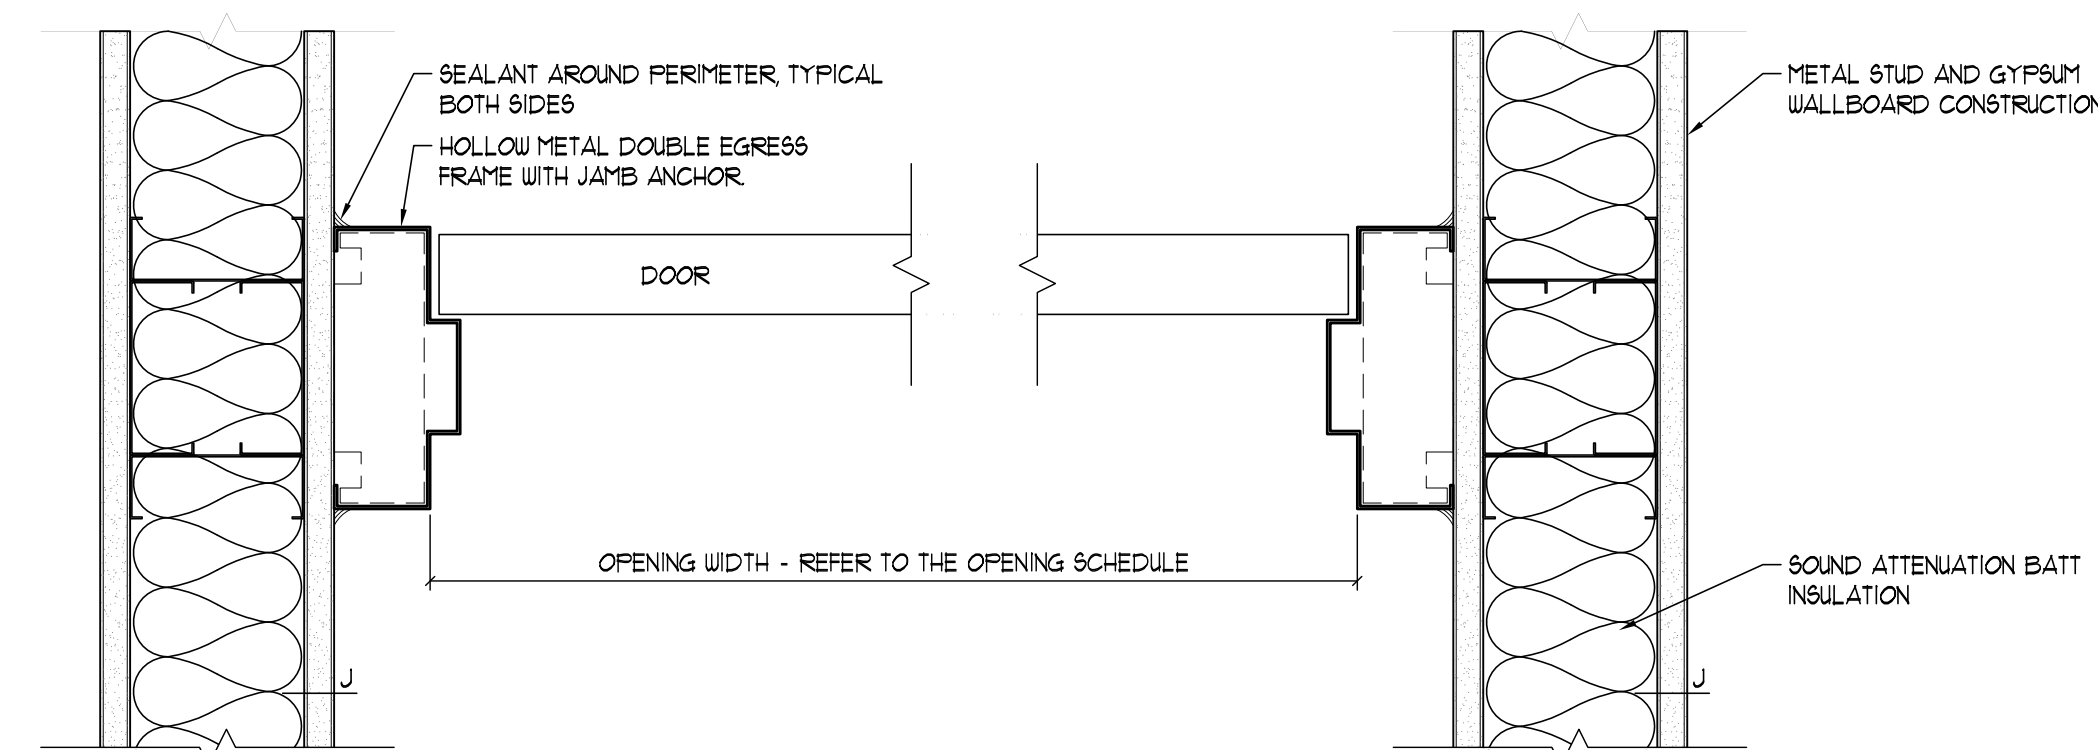 SEALANT AROUND PERIMETER, TYPICAL
BOTH SIDES
HOLLOW METAL DOUBLE EGRESS
FRAME WITH JAMB ANCHOR.
METAL STUD AND GYPSUM
WALLBOARD CONSTRUCTION
DOOR
OPENING WIDTH - REFER TO THE OPENING SCHEDULE
SOUND ATTENUATION BATT
INSULATION
J
J